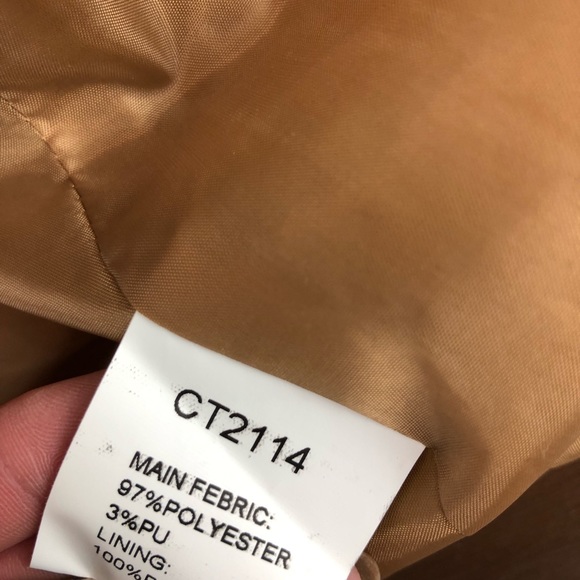 CT2114
MAIN FEBRIC:
97%POLYESTER
3%PU
LINING: